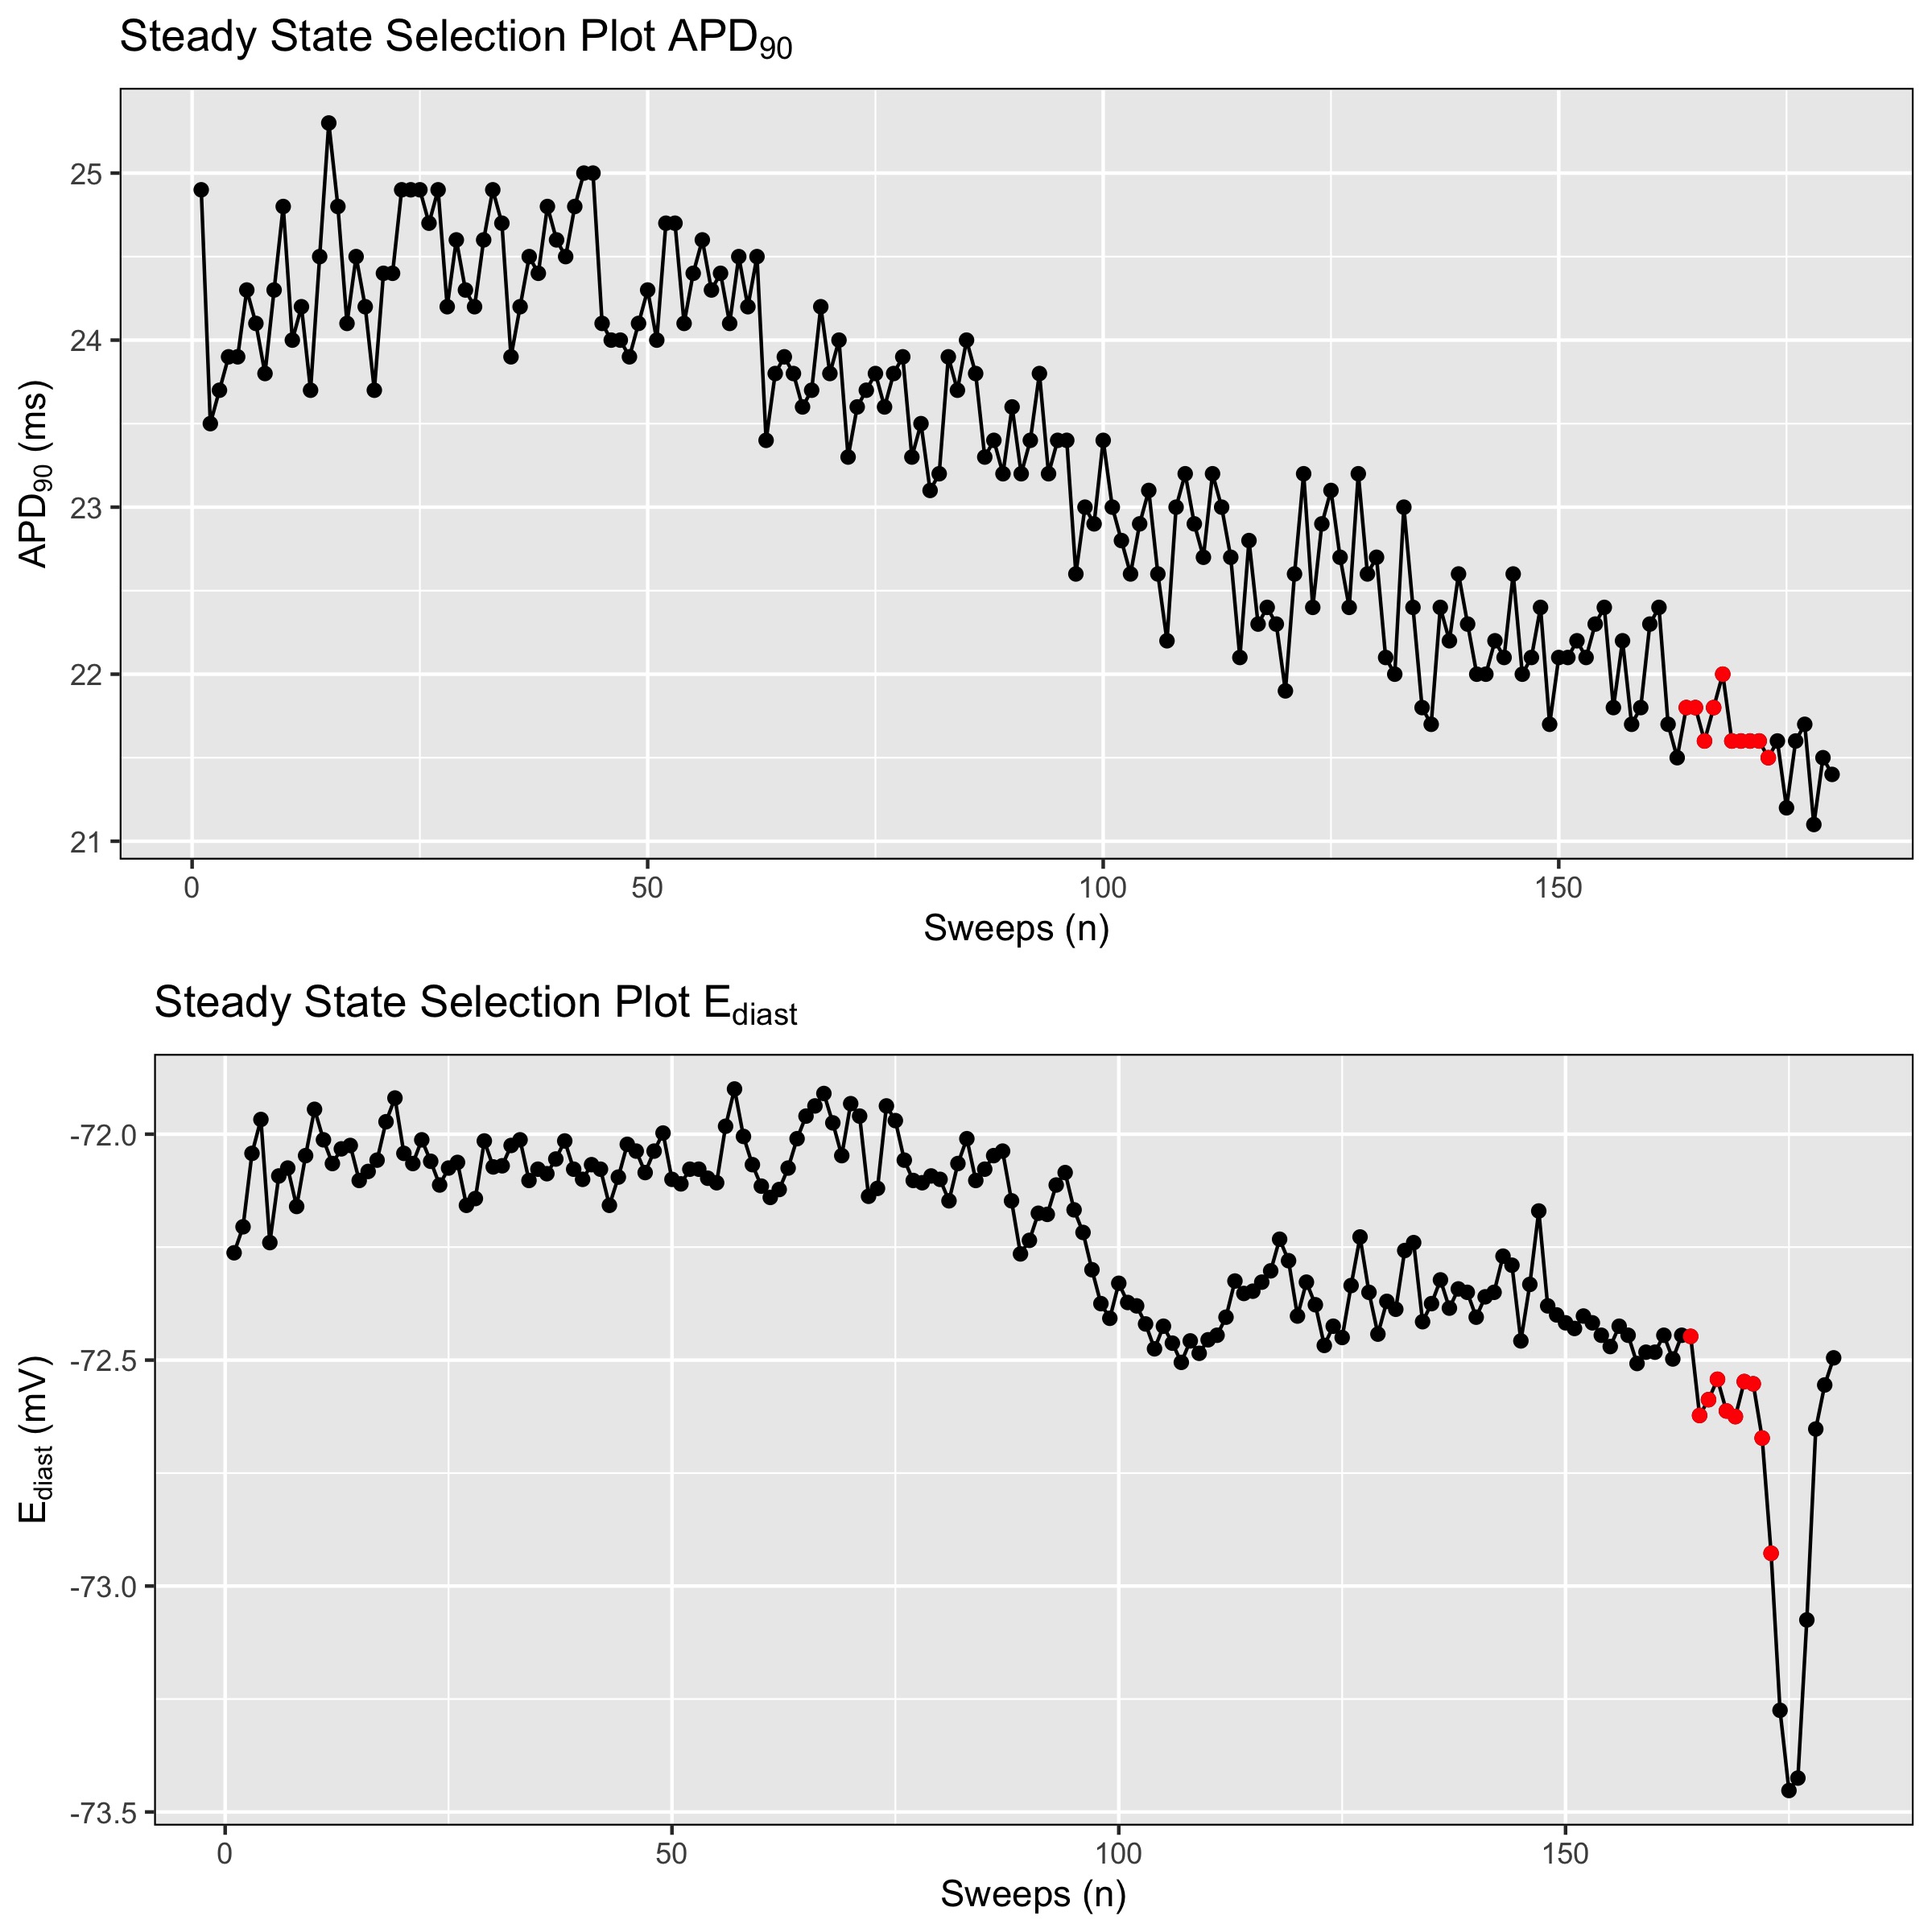 Steady State Selection Plot APD90
APD90 (ms)
25
24
23
22
21
0 50 100 150
Sweeps (n)
Steady State Selection Plot Ediast
Ediast (mV)
-72.0
-72.5
-73.0
-73.5
0 50 100 150
Sweeps (n)